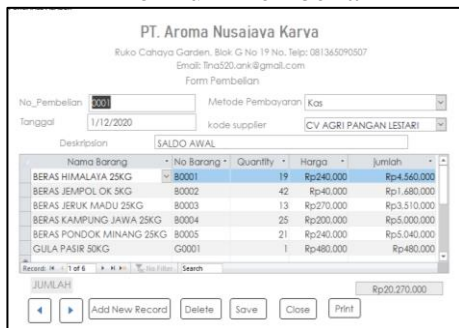 PT. Aroma Nusaiava Karva
Ruko Cahaya Garden, Blok G No 19 No, Telp: 081365090507
Email: Tina520.ank@gmail.com
Form Pembelian
No_Pembelian 0001 Metode Pembayaran Kas
Tanggal 1/12/2020 kode supplier CV AGRI PANGAN LESTARI
Deskripsion SALDO AWAL
Nama Barang No Barang Quantity Harga jumlah
BERAS HIMALAYA 25KG B0001 19 Rp240.000 Rp4,560,000
BERAS JEMPOL OK 5KG B0002 42 Rp40.000 Rp1,680,000
BERAS JERUK MADU 25KG B0003 13 Rp270.000 Rp3.510.000
BERAS KAMPUNG JAWA 25KG B0004 25 Rp200.000 Rp5.000.000
BERAS PONDOK MINANG 25KG B0005 21 Rp240.000 Rp5.040.000
GULA PASIR 50KG G0001 1 Rp480.000 Rp480.000
Record: 1 of 6 No Filter Search
JUMLAH Rp20.270.000
Add New Record Delete Save Close Print